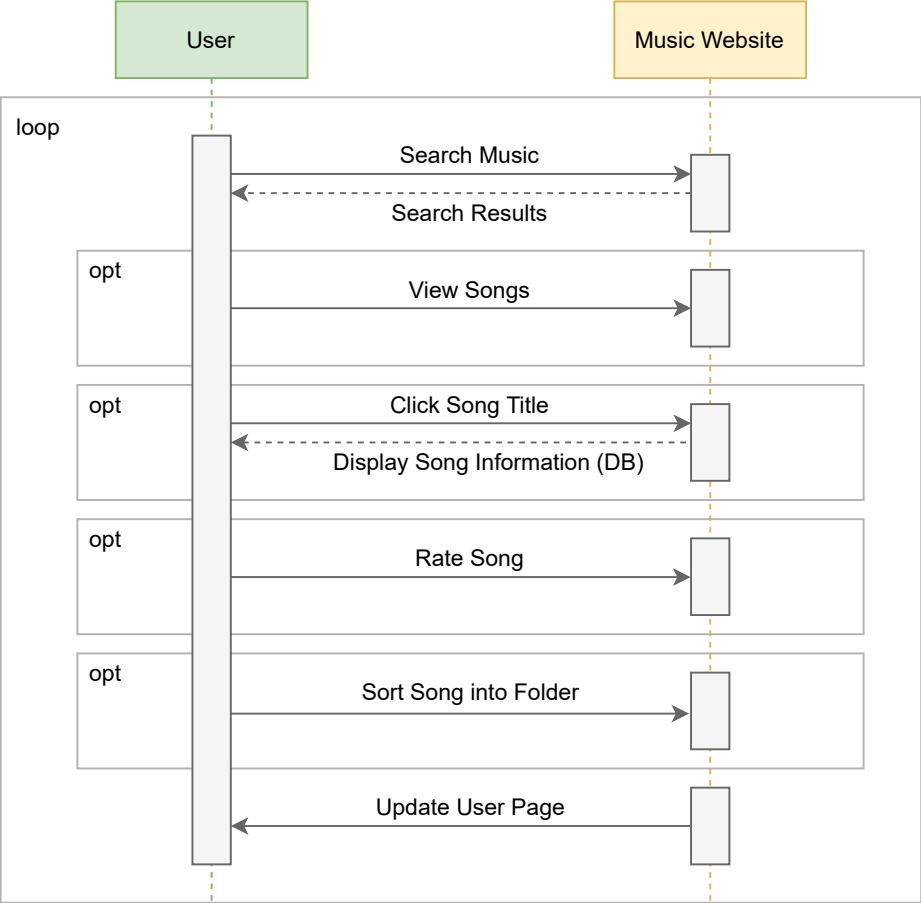 User
Music Website
loop
Search Music
Search Results
opt
View Songs
opt
Click Song Title
Display Song Information (DB)
opt
Rate Song
opt
Sort Song into Folder
Update User Page